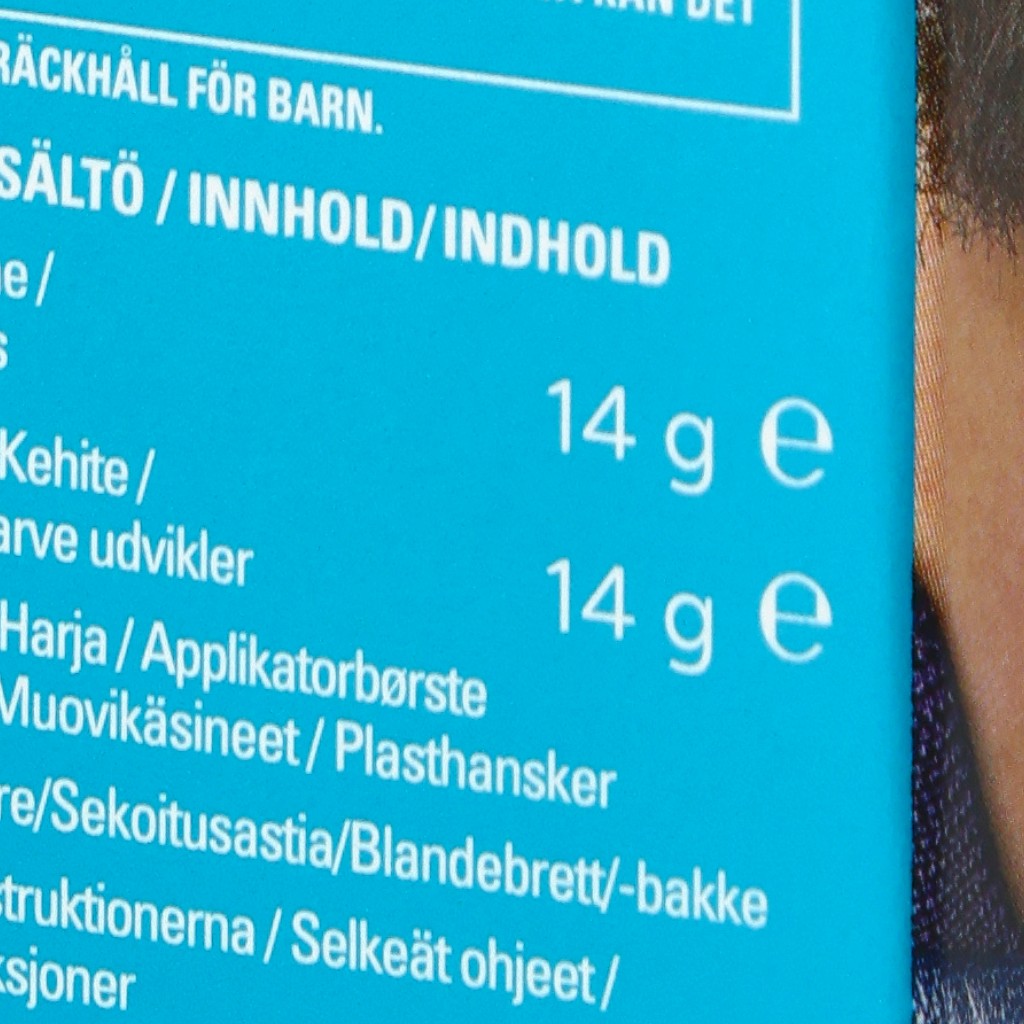 DET
RÄCKHÅLL FÖR BARN.
SÄLTÖ / INNHOLD/INDHOLD
e /
s
14 g ℮
Kehite /
arve udvikler
14 g ℮
Harja / Applikatorbørste
Muovikäsineet / Plasthansker
re/Sekoitusastia/Blandebrett/-bakke
struktionerna / Selkeät ohjeet /
ksjoner